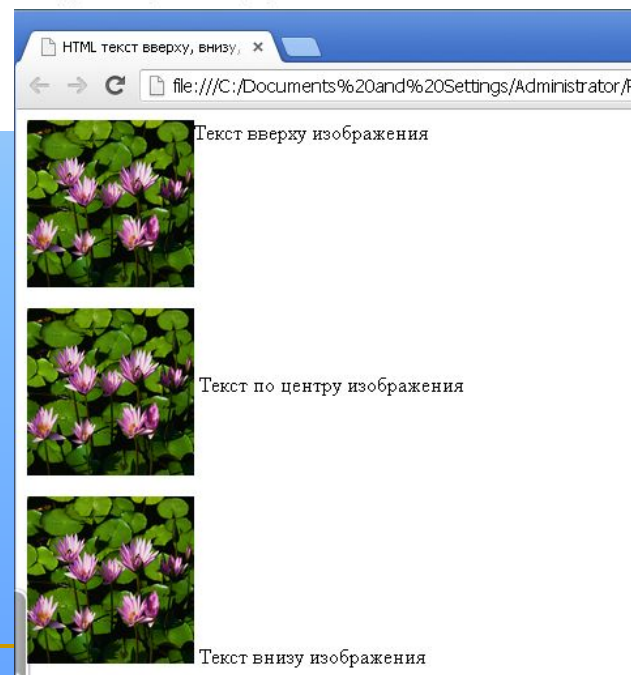 HTML текст вверху, внизу,
file:///C:/Documents%20and%20Settings/Administrator/
Текст вверху изображения
Текст по центру изображения
Текст внизу изображения